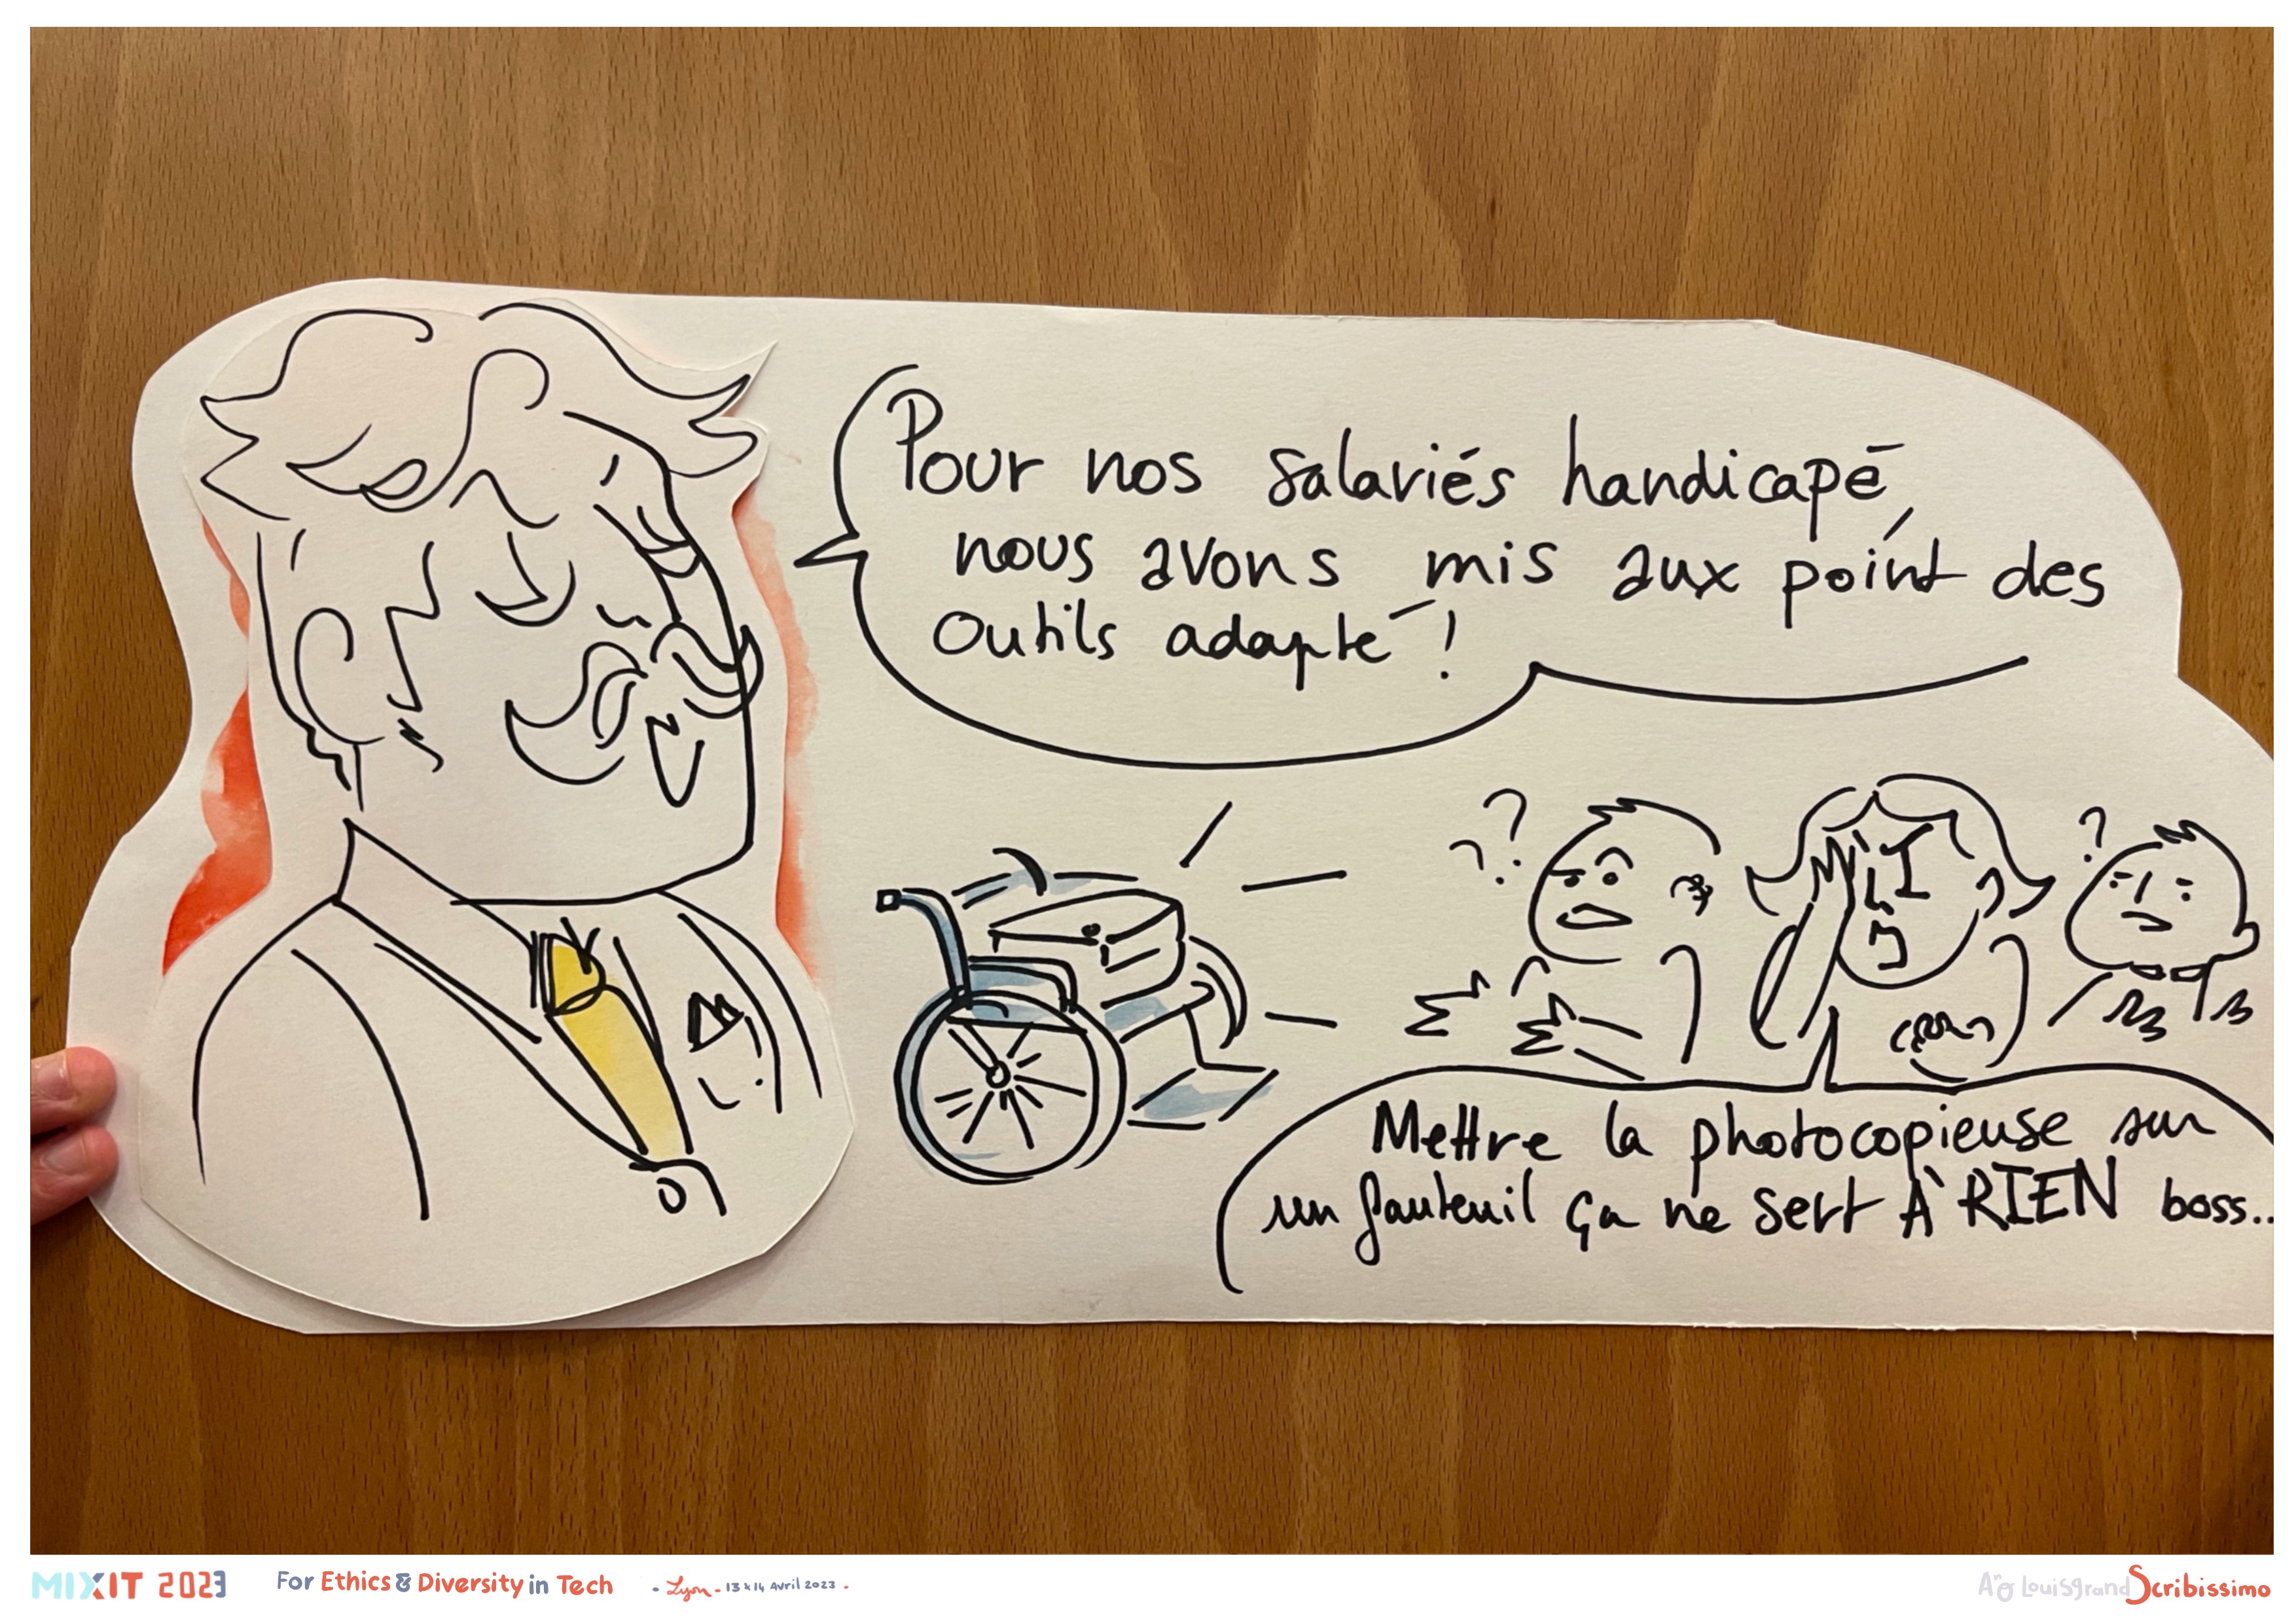 Pour nos salariés handicapé
nous avons mis aux point des
outils adapté !
? ? ?
Mettre la photocopieuse sur
un fauteuil ça ne sert À RIEN boss..
MIXIT 2023 For Ethics & Diversity in Tech - Lyon - 13 & 14 Avril 2023 -
Louisgrand Scribissimo